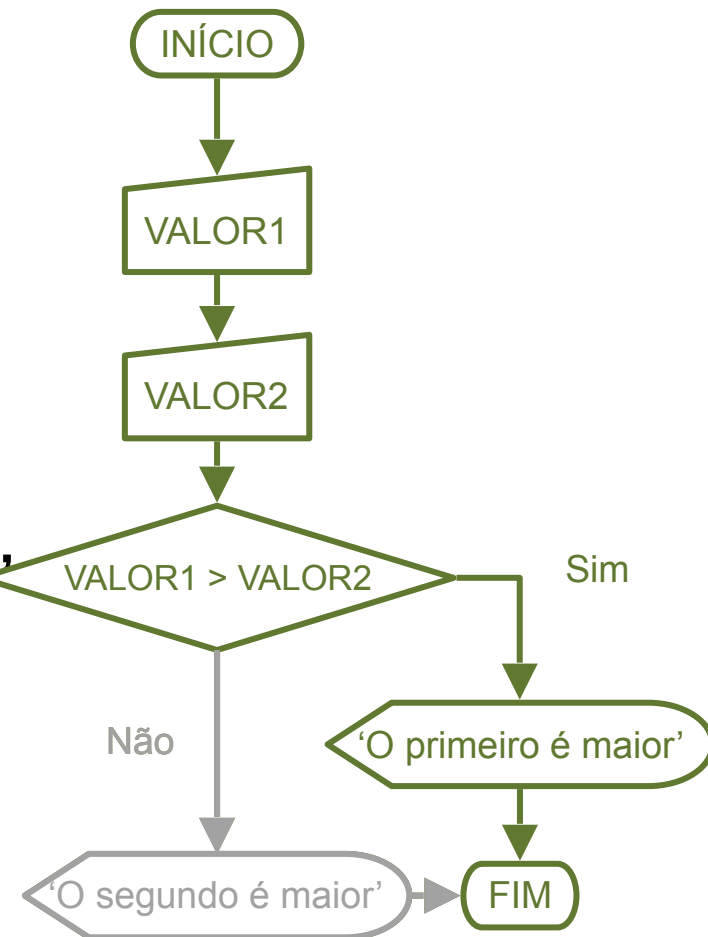 INÍCIO
VALOR1
VALOR2
’
VALOR1 > VALOR2
Sim
Não
‘O primeiro é maior’
‘O segundo é maior’
FIM